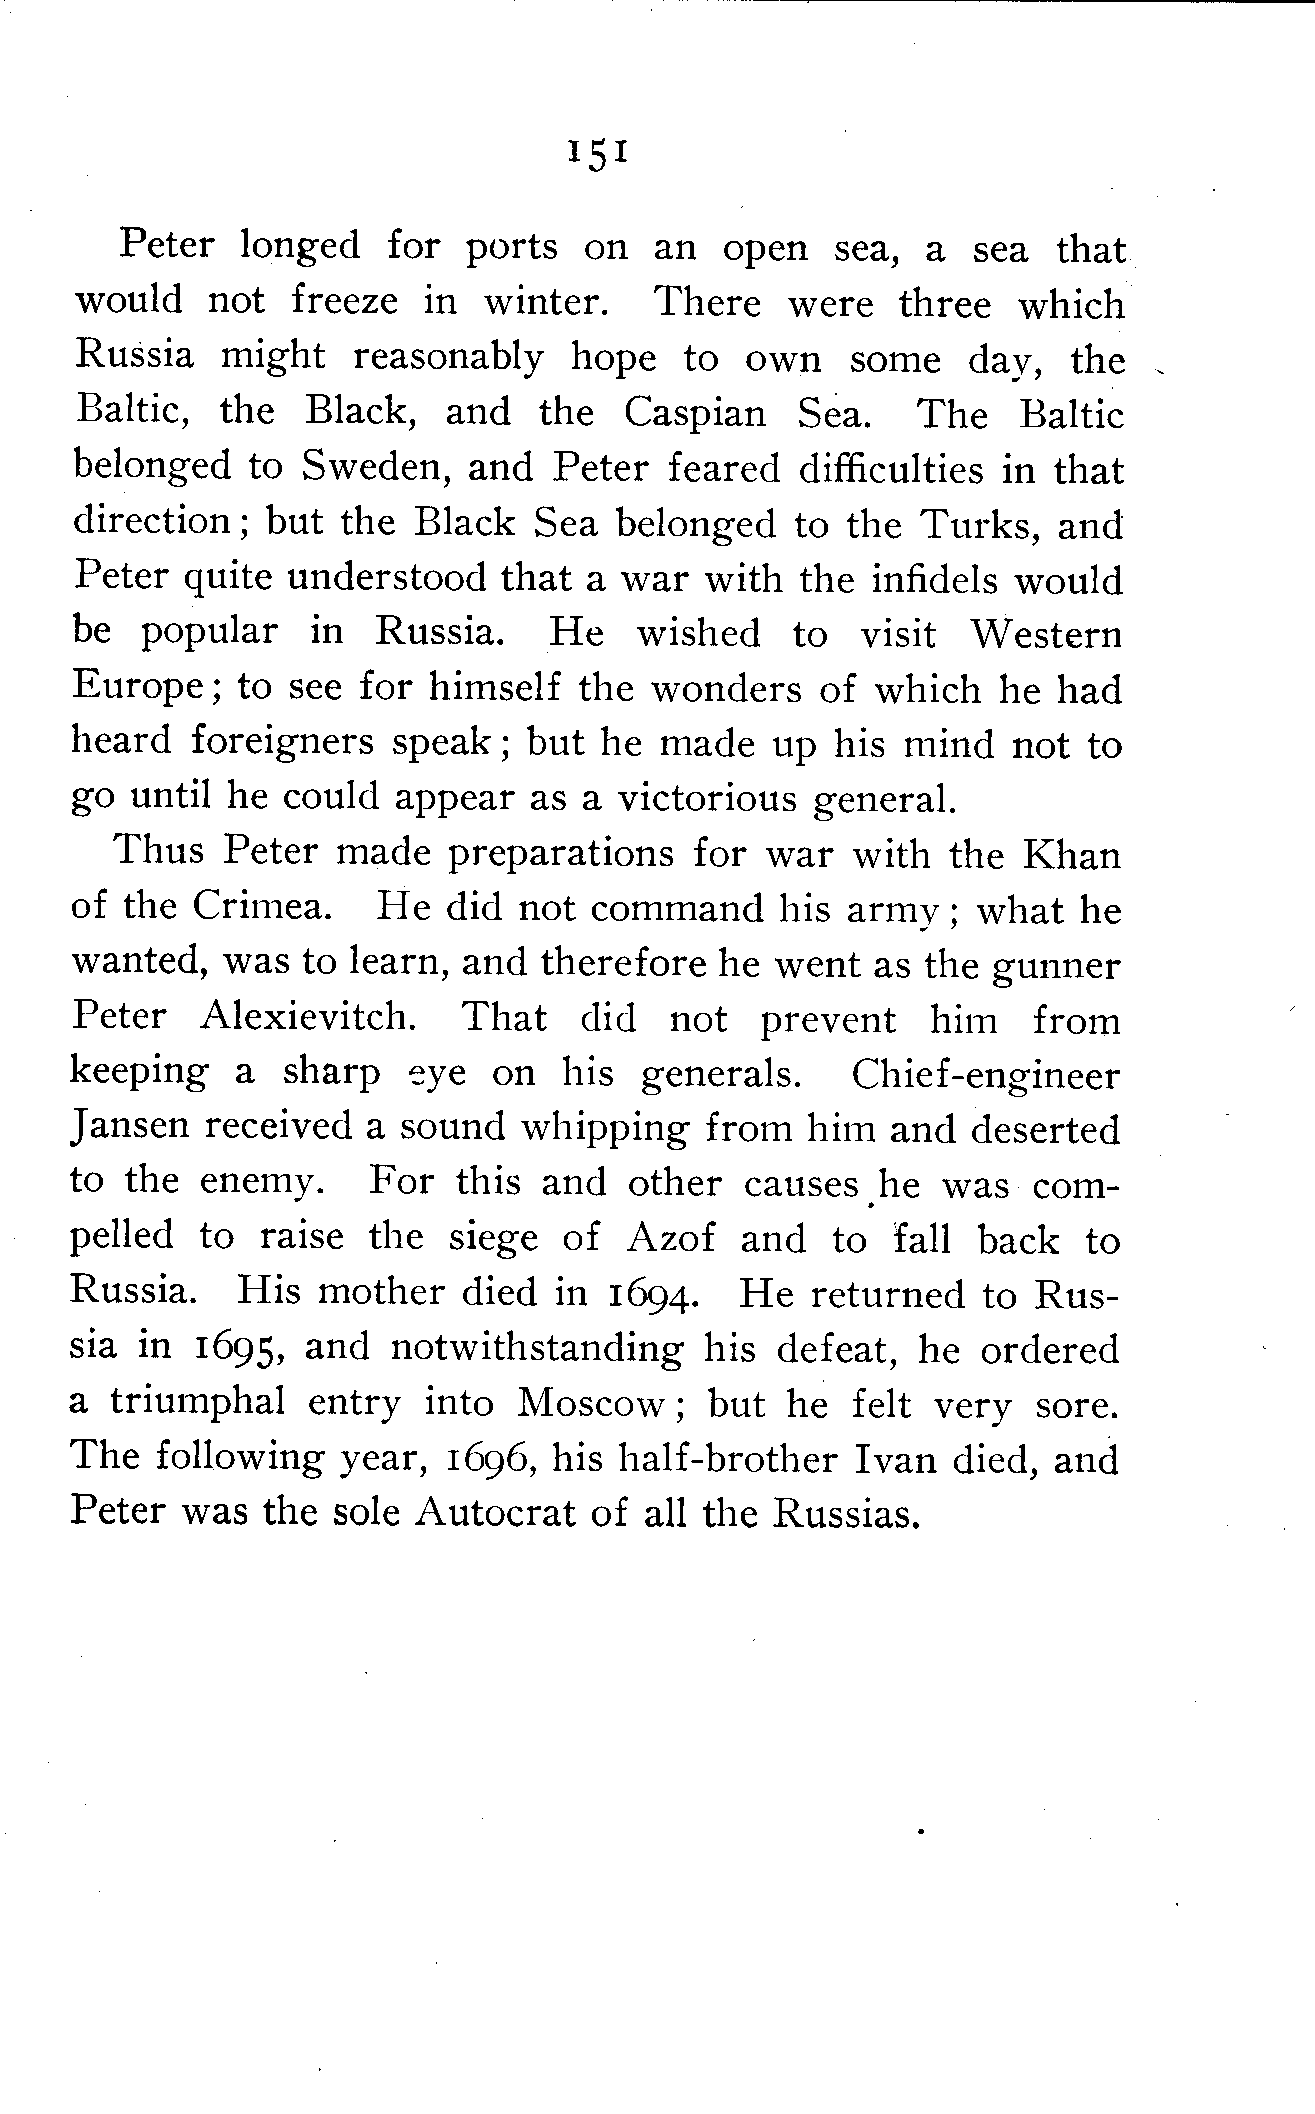 151
Peter longed for ports on an open sea, a sea that
would not freeze in winter. There were three which
Russia might reasonably hope to own some day, the
Baltic, the Black, and the Caspian Sea. The Baltic
belonged to Sweden, and Peter feared difficulties in that
direction; but the Black Sea belonged to the Turks, and
Peter quite understood that a war with the infidels would
be popular in Russia. He wished to visit Western
Europe; to see for himself the wonders of which he had
heard foreigners speak; but he made up his mind not to
go until he could appear as a victorious general.
Thus Peter made preparations for war with the Khan
of the Crimea. He did not command his army; what he
wanted, was to learn, and therefore he went as the gunner
Peter Alexievitch. That did not prevent him from
keeping a sharp eye on his generals. Chief-engineer
Jansen received a sound whipping from him and deserted
to the enemy. For this and other causes he was com-
pelled to raise the siege of Azof and to fall back to
Russia. His mother died in 1694. He returned to Rus-
sia in 1695, and notwithstanding his defeat, he ordered
a triumphal entry into Moscow; but he felt very sore.
The following year, 1696, his half-brother Ivan died, and
Peter was the sole Autocrat of all the Russias.